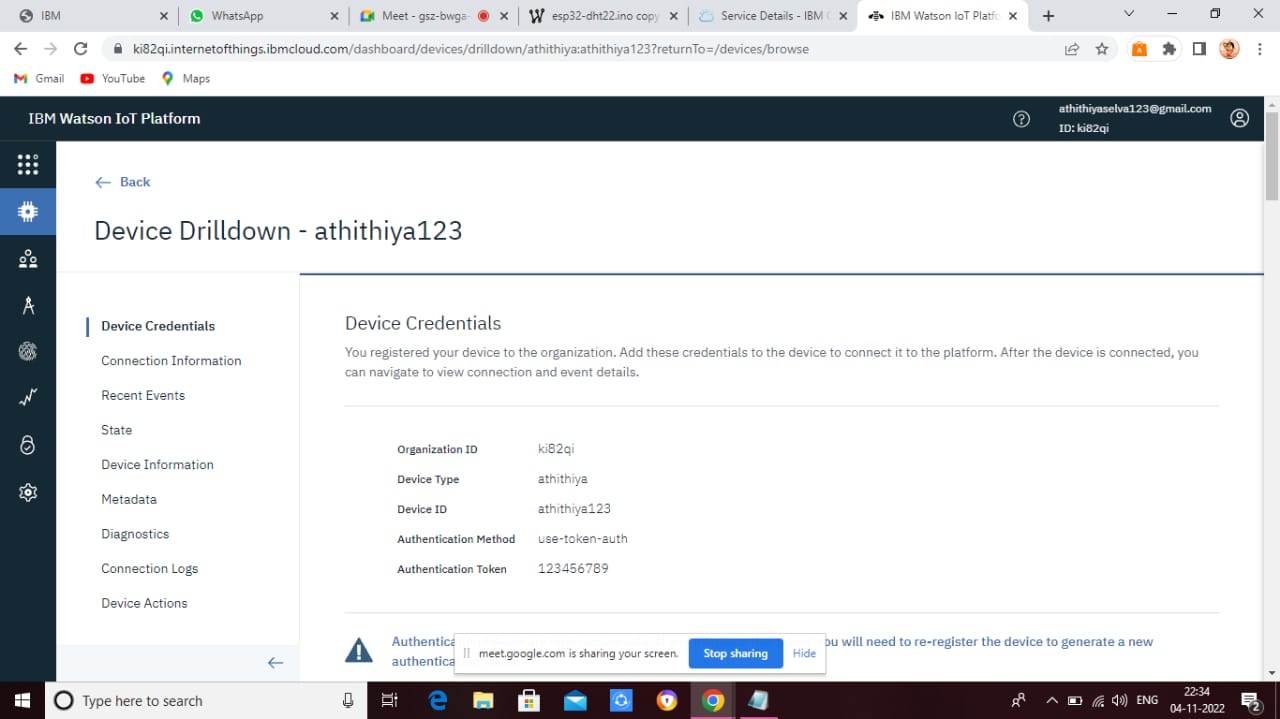 IBM
WhatsApp
Meet - gsz-bwga-
esp32-dht22.ino copy
Service Details - IBM
IBM Watson IoT Platfo
ki82qi.internetofthings.ibmcloud.com/dashboard/devices/drilldown/athithiya:athithiya123?returnTo=/devices/browse
Gmail
YouTube
Maps
IBM Watson IoT Platform
athithiyaselva123@gmail.com
ID: ki82qi
Back
Device Drilldown - athithiya123
Device Credentials
Connection Information
Recent Events
State
Device Information
Metadata
Diagnostics
Connection Logs
Device Actions
Device Credentials
You registered your device to the organization. Add these credentials to the device to connect it to the platform. After the device is connected, you
can navigate to view connection and event details.
Organization ID ki82qi
Device Type athithiya
Device ID athithiya123
Authentication Method use-token-auth
Authentication Token 123456789
Authentica
ou will need to re-register the device to generate a new
authentica
meet.google.com is sharing your screen. Stop sharing Hide
Type here to search
ENG
22:34
04-11-2022
2